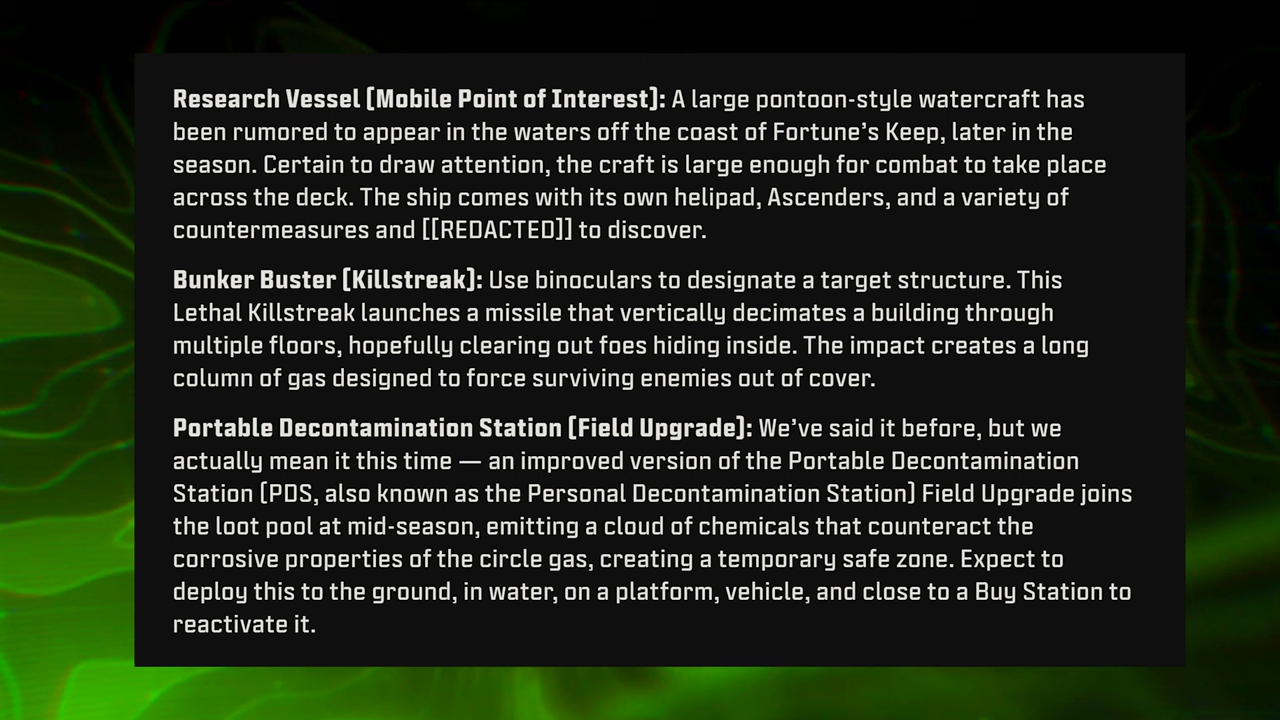 Research Vessel (Mobile Point of Interest): A large pontoon-style watercraft has
been rumored to appear in the waters off the coast of Fortune’s Keep, later in the
season. Certain to draw attention, the craft is large enough for combat to take place
across the deck. The ship comes with its own helipad, Ascenders, and a variety of
countermeasures and [[REDACTED]] to discover.
Bunker Buster (Killstreak): Use binoculars to designate a target structure. This
Lethal Killstreak launches a missile that vertically decimates a building through
multiple floors, hopefully clearing out foes hiding inside. The impact creates a long
column of gas designed to force surviving enemies out of cover.
Portable Decontamination Station (Field Upgrade): We’ve said it before, but we
actually mean it this time — an improved version of the Portable Decontamination
Station (PDS, also known as the Personal Decontamination Station) Field Upgrade joins
the loot pool at mid-season, emitting a cloud of chemicals that counteract the
corrosive properties of the circle gas, creating a temporary safe zone. Expect to
deploy this to the ground, in water, on a platform, vehicle, and close to a Buy Station to
reactivate it.